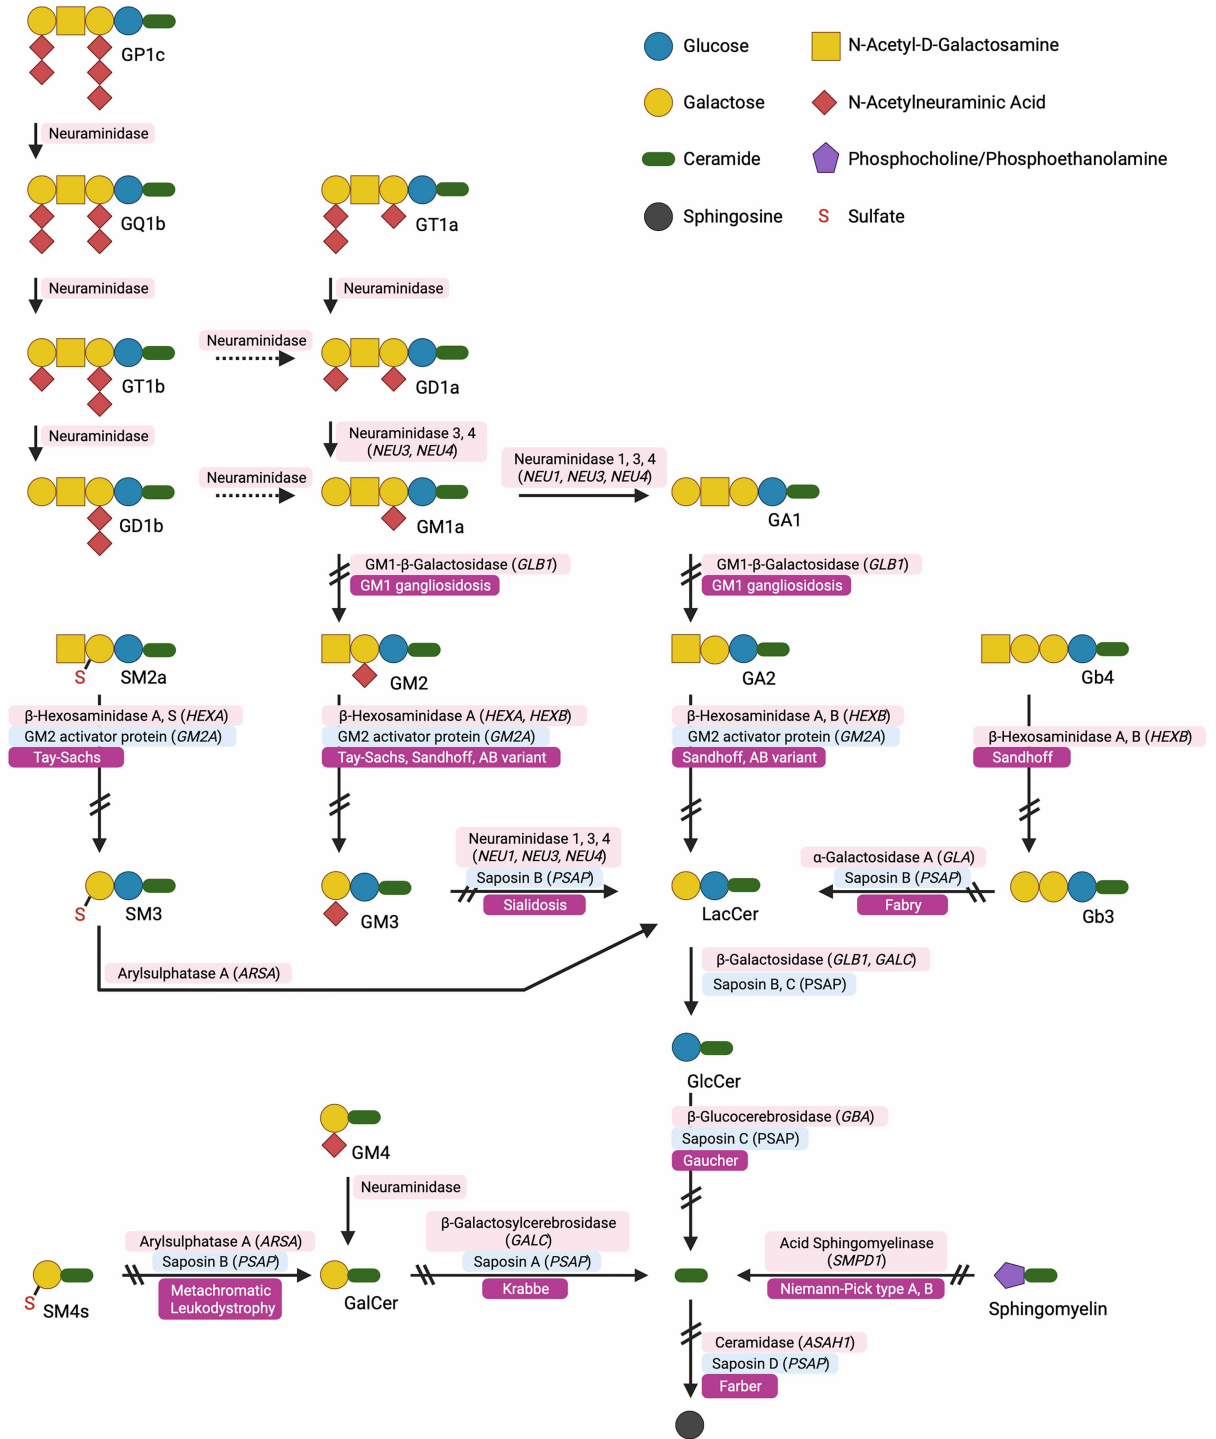 GP1c
Glucose
N-Acetyl-D-Galactosamine
Galactose
N-Acetylneuraminic Acid
Ceramide
Phosphocholine/Phosphoethanolamine
Sphingosine
S Sulfate
Neuraminidase
GQ1b
GT1a
Neuraminidase
Neuraminidase
GT1b
Neuraminidase
GD1a
Neuraminidase
Neuraminidase 3, 4
(NEU3, NEU4)
GD1b
Neuraminidase
GM1a
Neuraminidase 1, 3, 4
(NEU1, NEU3, NEU4)
GA1
GM1-β-Galactosidase (GLB1)
GM1 gangliosidosis
GM1-β-Galactosidase (GLB1)
GM1 gangliosidosis
S
SM2a
GM2
GA2
Gb4
β-Hexosaminidase A, S (HEXA)
GM2 activator protein (GM2A)
Tay-Sachs
β-Hexosaminidase A (HEXA, HEXB)
GM2 activator protein (GM2A)
Tay-Sachs, Sandhoff, AB variant
β-Hexosaminidase A, B (HEXB)
GM2 activator protein (GM2A)
Sandhoff, AB variant
β-Hexosaminidase A, B (HEXB)
Sandhoff
S
SM3
GM3
Neuraminidase 1, 3, 4
(NEU1, NEU3, NEU4)
Saposin B (PSAP)
Sialidosis
LacCer
α-Galactosidase A (GLA)
Saposin B (PSAP)
Fabry
Gb3
Arylsulphatase A (ARSA)
β-Galactosidase (GLB1, GALC)
Saposin B, C (PSAP)
GlcCer
β-Glucocerebrosidase (GBA)
Saposin C (PSAP)
Gaucher
GM4
Neuraminidase
S
SM4s
Arylsulphatase A (ARSA)
Saposin B (PSAP)
Metachromatic
Leukodystrophy
GalCer
β-Galactosylcerebrosidase
(GALC)
Saposin A (PSAP)
Krabbe
Acid Sphingomyelinase
(SMPD1)
Niemann-Pick type A, B
Sphingomyelin
Ceramidase (ASAH1)
Saposin D (PSAP)
Farber